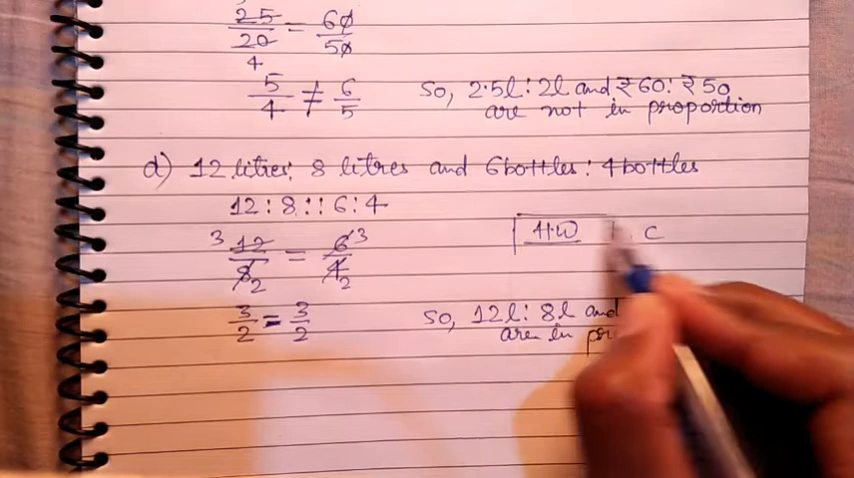 25/20 = 60/50
4
5/4 ≠ 6/5 So, 2.5l : 2l and ₹60 : ₹50
are not in proportion
d) 12 litres : 8 litres and 6 bottles : 4 bottles
12 : 8 :: 6 : 4
3 12/8 2 = 6 3/4 2 H.W C
3/2 = 3/2 So, 12l : 8l and
are in